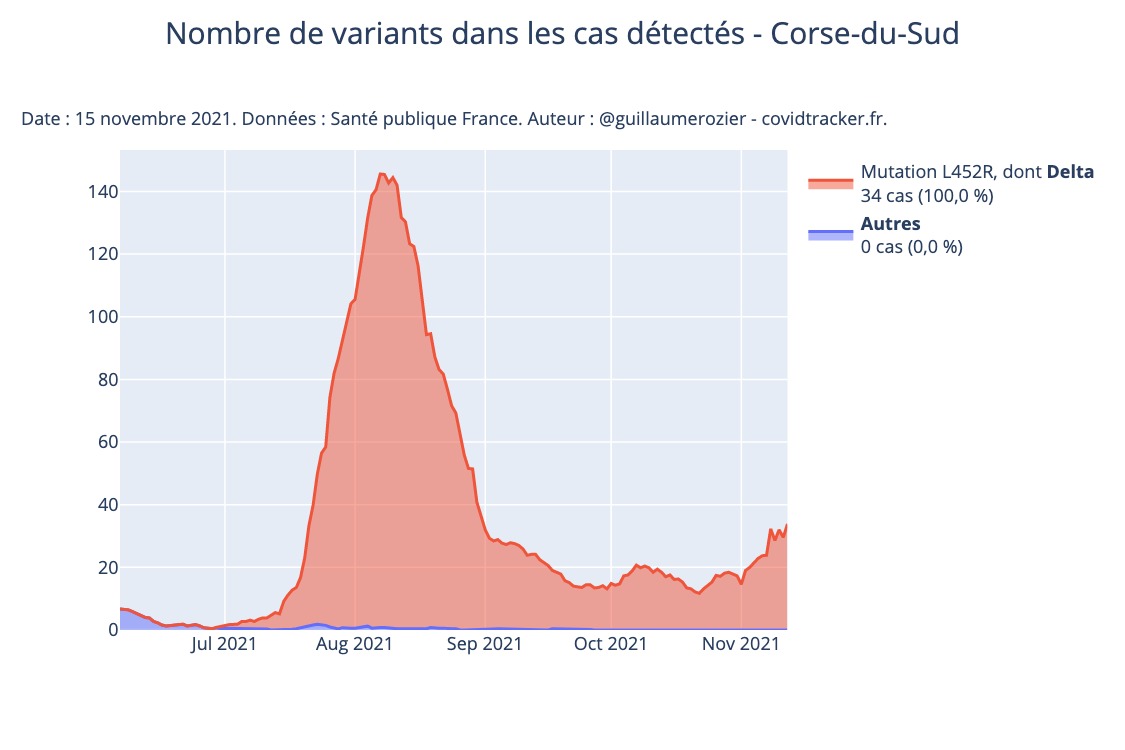 Nombre de variants dans les cas détectés - Corse-du-Sud
Date : 15 novembre 2021. Données : Santé publique France. Auteur : @guillaumerozier - covidtracker.fr.
Mutation L452R, dont Delta
34 cas (100,0 %)
Autres
0 cas (0,0 %)
140
120
100
80
60
40
20
0
Jul 2021
Aug 2021
Sep 2021
Oct 2021
Nov 2021